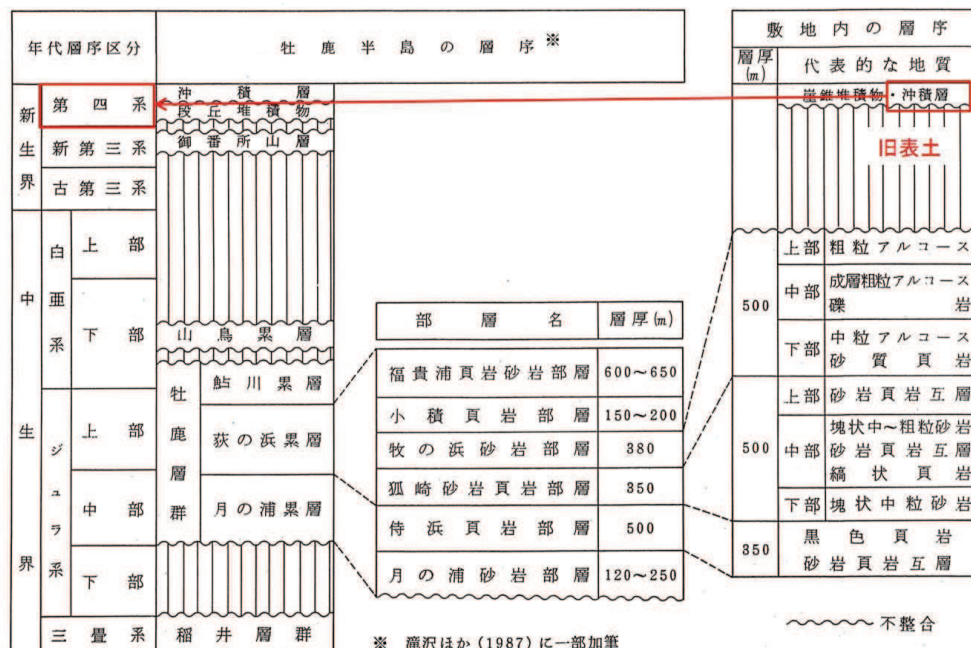 年代層序区分
牡鹿半島の層序※
新生界
第四系
新第三系
古第三系
中生界
白亜系
上部
下部
ジュラ系
上部
中部
下部
三畳系
沖積層
段丘堆積物
御番所山層
山鳥累層
牡鹿層群
鮎川累層
荻の浜累層
月の浦累層
稲井層群
部層名 層厚(m)
福貴浦頁岩砂岩部層 600~650
小積頁岩部層 150~200
牧の浜砂岩部層 380
狐崎砂岩頁岩部層 350
侍浜頁岩部層 500
月の浦砂岩部層 120~250
※ 滝沢ほか(1987)に一部加筆
敷地内の層序
層厚(m) 代表的な地質
崖錐堆積物・沖積層
旧表土
500
上部 粗粒アルコース
中部 成層粗粒アルコース
礫岩
下部 中粒アルコース
砂質頁岩
500
上部 砂岩頁岩互層
中部 塊状中~粗粒砂岩
砂岩頁岩互層
縞状頁岩
下部 塊状中粒砂岩
350
黒色頁岩
砂岩頁岩互層
不整合